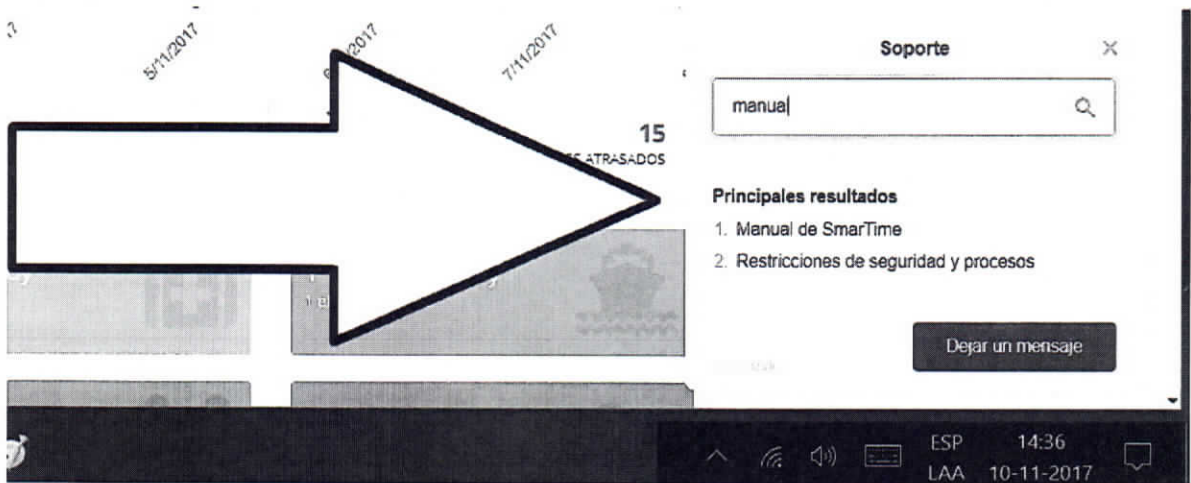 5/11/2017
7/11/2017
Soporte
manual
15
ATRASADOS
Principales resultados
1. Manual de SmarTime
2. Restricciones de seguridad y procesos
Dejar un mensaje
ESP 14:36
LAA 10-11-2017